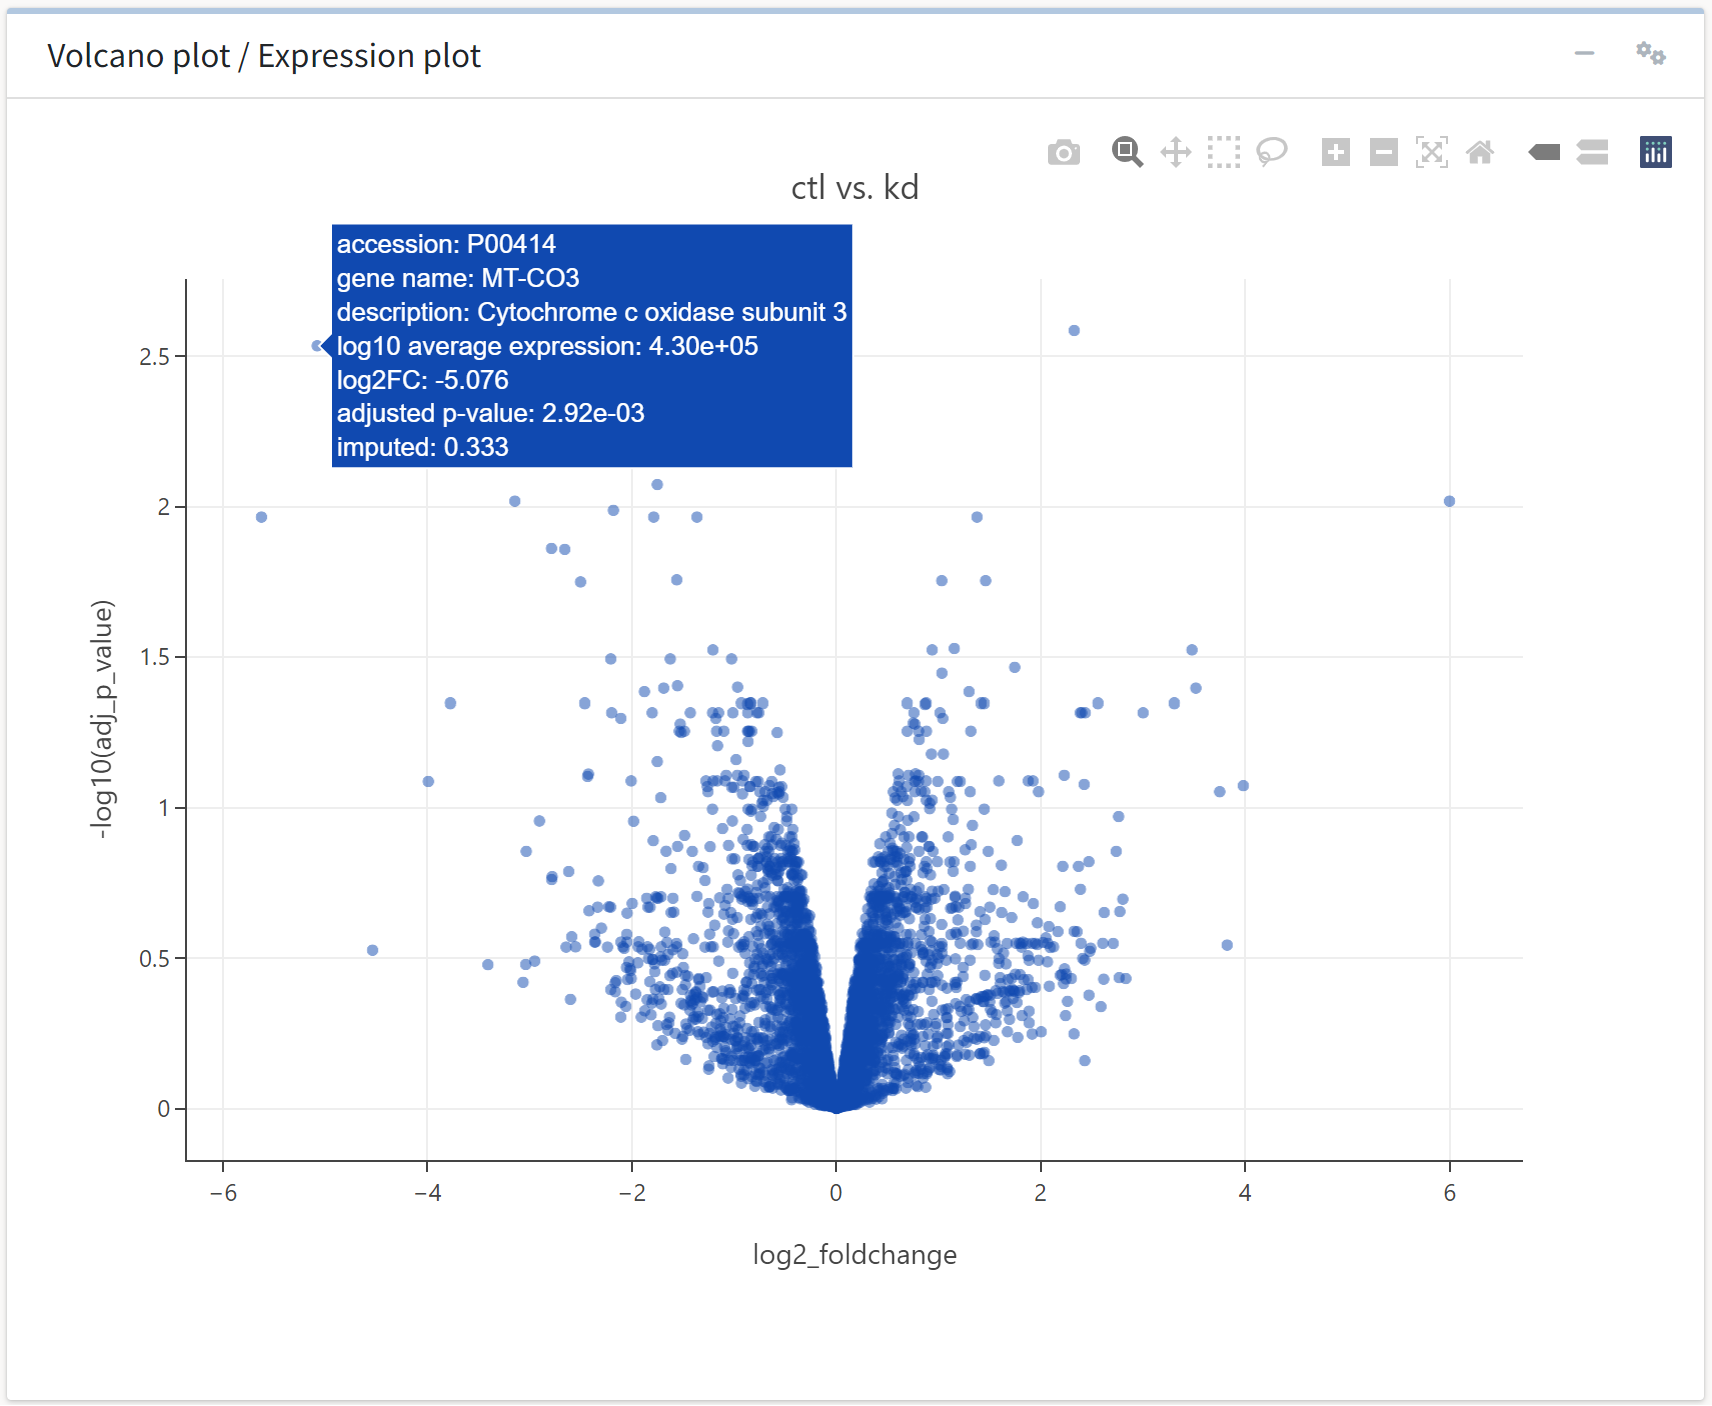 Volcano plot / Expression plot
ctl vs. kd
accession: P00414
gene name: MT-CO3
description: Cytochrome c oxidase subunit 3
log10 average expression: 4.30e+05
log2FC: -5.076
adjusted p-value: 2.92e-03
imputed: 0.333
-log10(adj_p_value)
2.5
2
1.5
1
0.5
0
−6
−4
−2
0
2
4
6
log2_foldchange